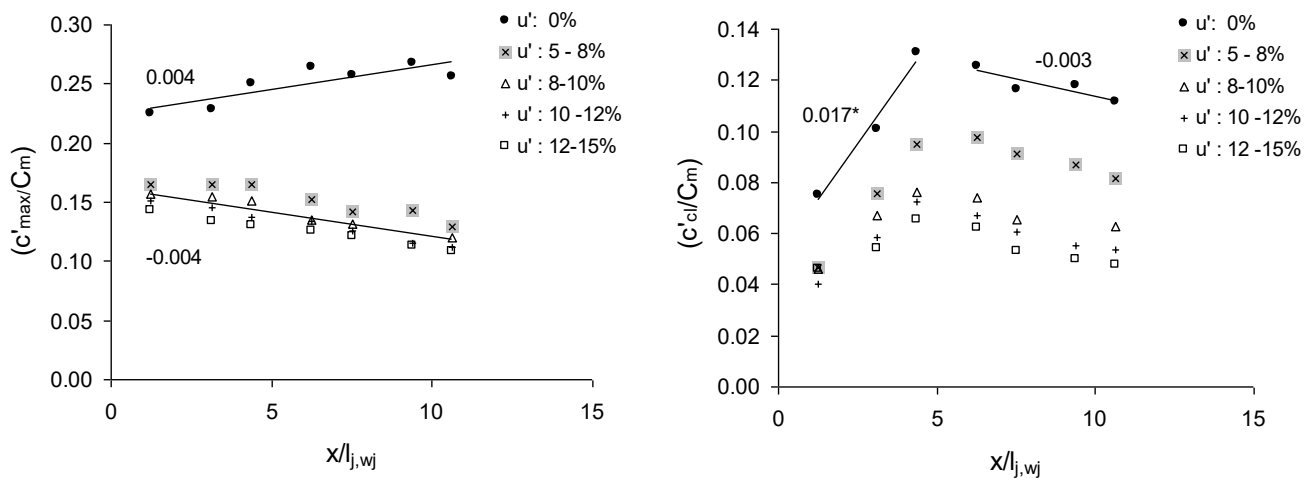 0.30
0.25
0.20
0.15
0.10
0.05
0.00
(c'max/Cm)
0.004
-0.004
u': 0%
u' : 5 - 8%
u' : 8-10%
u' : 10 -12%
u' : 12-15%
0 5 10 15
x/lj,wj
0.14
0.12
0.10
0.08
0.06
0.04
0.02
0.00
(c'cl/Cm)
0.017*
-0.003
u': 0%
u' : 5 - 8%
u' : 8-10%
u' : 10 -12%
u' : 12 -15%
0 5 10 15
x/lj,wj